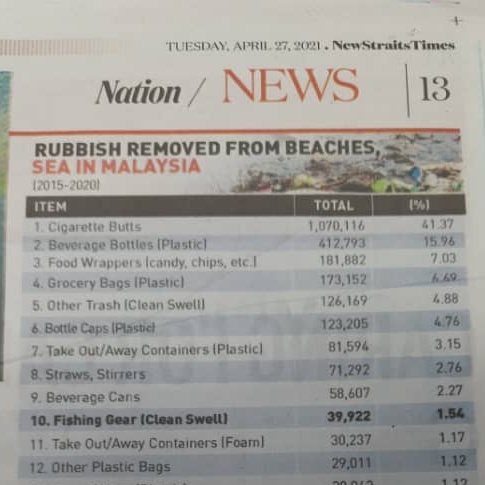 TUESDAY, APRIL 27, 2021 . NewStraitsTimes
Nation / NEWS | 13
RUBBISH REMOVED FROM BEACHES,
SEA IN MALAYSIA
(2015-2020)
ITEM TOTAL (%)
1. Cigarette Butts 1,070,116 41.37
2. Beverage Bottles (Plastic) 412,793 15.96
3. Food Wrappers (candy, chips, etc.) 181,882 7.03
4. Grocery Bags (Plastic) 173,152 6.69
5. Other Trash (Clean Swell) 126,169 4.88
6. Bottle Caps (Plastic) 123,205 4.76
7. Take Out/Away Containers (Plastic) 81,594 3.15
8. Straws, Stirrers 71,292 2.76
9. Beverage Cans 58,607 2.27
10. Fishing Gear (Clean Swell) 39,922 1.54
11. Take Out/Away Containers (Foam) 30,237 1.17
12. Other Plastic Bags 29,011 1.12